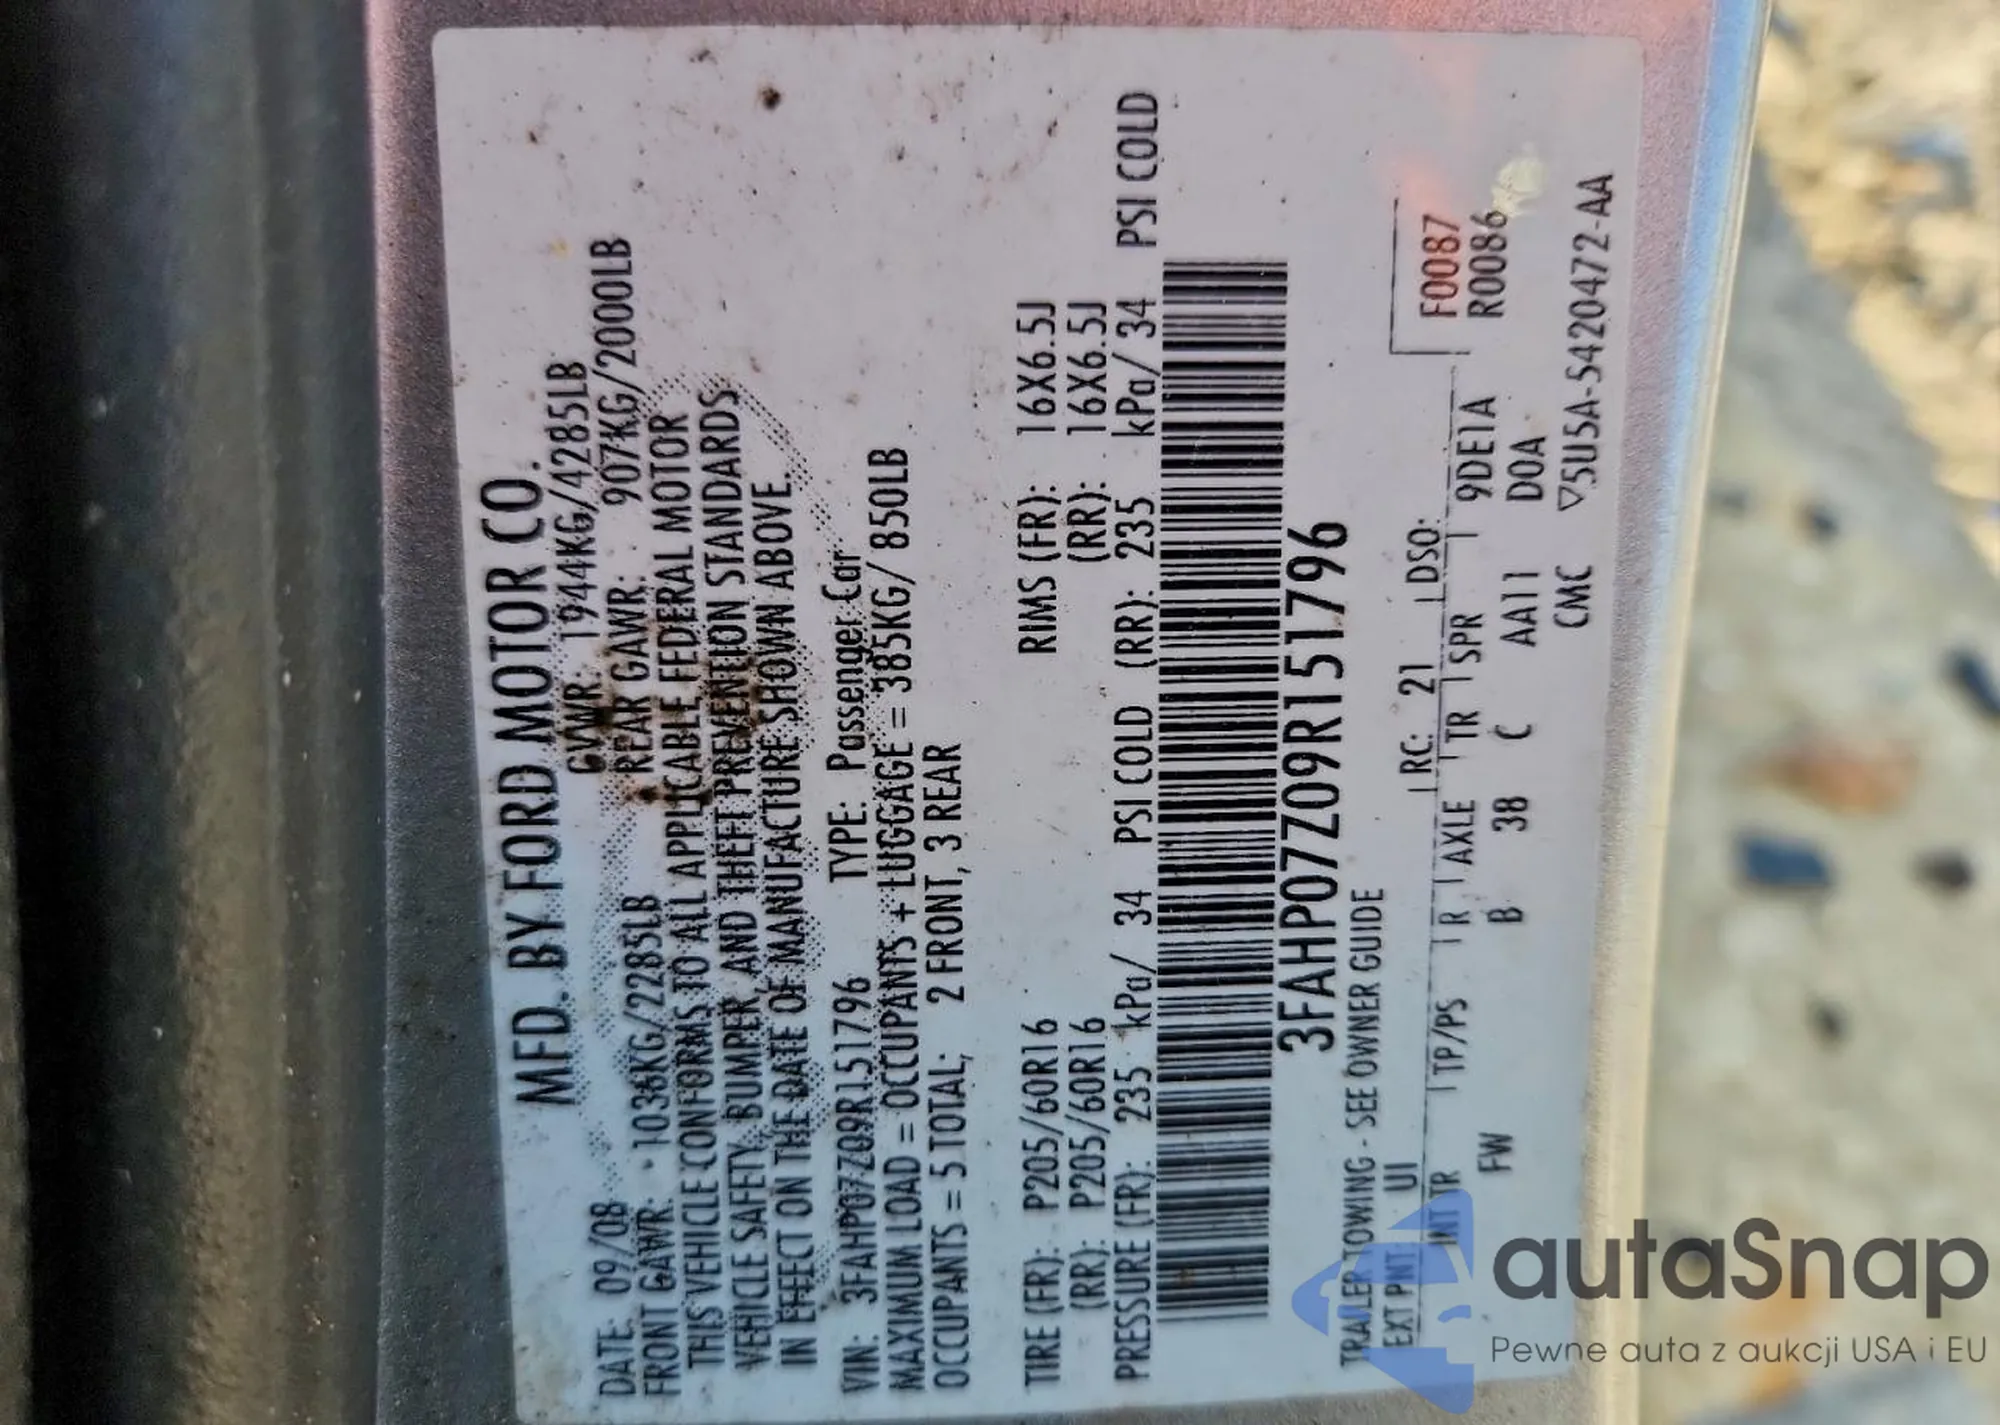 MFD. BY FORD MOTOR CO.
DATE: 09/08 GVWR: 1944KG/4285LB
FRONT GAWR: 1036KG/2285LB REAR GAWR: 907KG/2000LB
THIS VEHICLE CONFORMS TO ALL APPLICABLE FEDERAL MOTOR
VEHICLE SAFETY, BUMPER, AND THEFT PREVENTION STANDARDS
IN EFFECT ON THE DATE OF MANUFACTURE SHOWN ABOVE.
VIN: 3FAHP07Z09R151796 TYPE: Passenger Car
MAXIMUM LOAD = OCCUPANTS + LUGGAGE = 385KG/ 850LB
OCCUPANTS = 5 TOTAL; 2 FRONT, 3 REAR
TIRE (FR): P205/60R16 RIMS (FR): 16X6.5J
(RR): P205/60R16 (RR): 16X6.5J
PRESSURE (FR): 235 kPa/ 34 PSI COLD (RR): 235 kPa/ 34 PSI COLD
3FAHP07Z09R151796
TRAILER TOWING - SEE OWNER GUIDE
EXT PNT: UI RC: 21 DSO: F0087
INT TR TP/PS R AXLE TR SPR R0086
FW B 38 C AA11 9DE1A
CMC D0A
▽5U5A-5420472-AA
autaSnap
Pewne auta z aukcji USA i EU